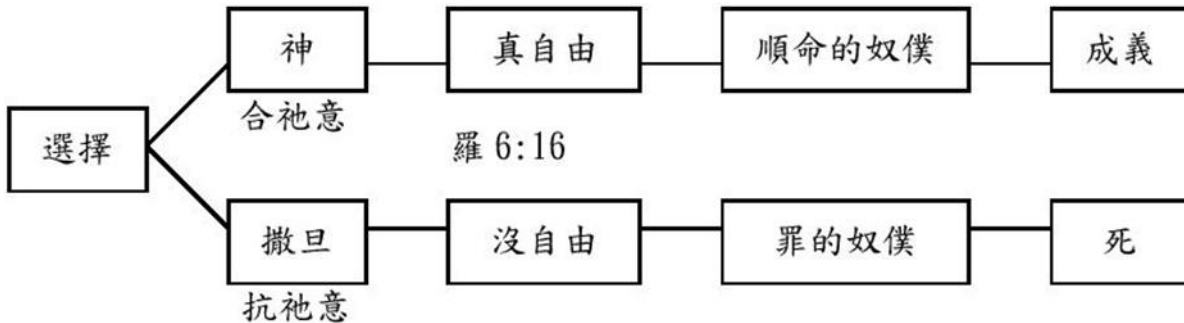 神 真自由 順命的奴僕 成義
合祂意
選擇 羅 6:16
撒旦 沒自由 罪的奴僕 死
抗祂意